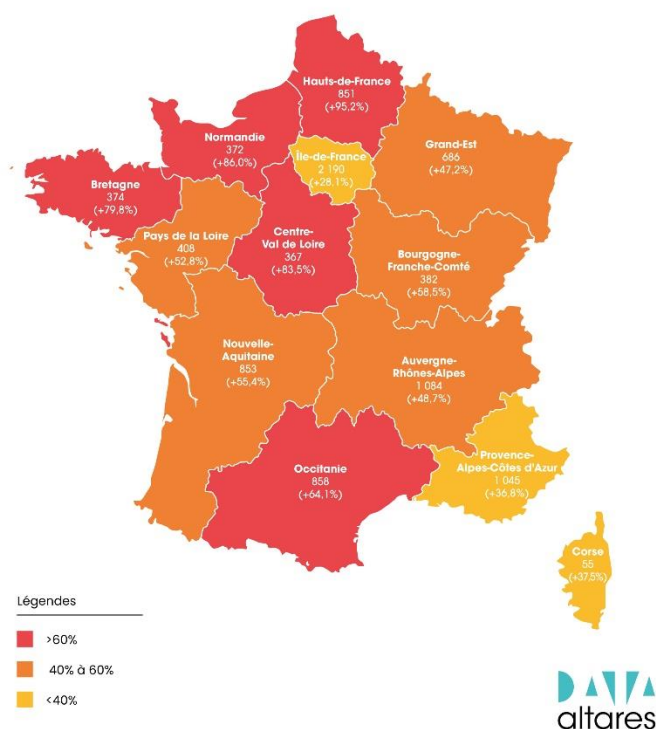 Hauts-de-France
851
(+95,2%)
Normandie
372
(+86,0%)
Île-de-France
2 190
(+28,1%)
Grand-Est
686
(+47,2%)
Bretagne
374
(+79,8%)
Pays de la Loire
408
(+52,8%)
Centre-
Val de Loire
367
(+83,5%)
Bourgogne-
Franche-Comté
382
(+58,5%)
Nouvelle-
Aquitaine
853
(+55,4%)
Auvergne-
Rhônes-Alpes
1 084
(+48,7%)
Occitanie
858
(+64,1%)
Provence-
Alpes-Côtes d'Azur
1 045
(+36,8%)
Corse
55
(+37,5%)
Légendes
>60%
40% à 60%
<40%
DATA
altares